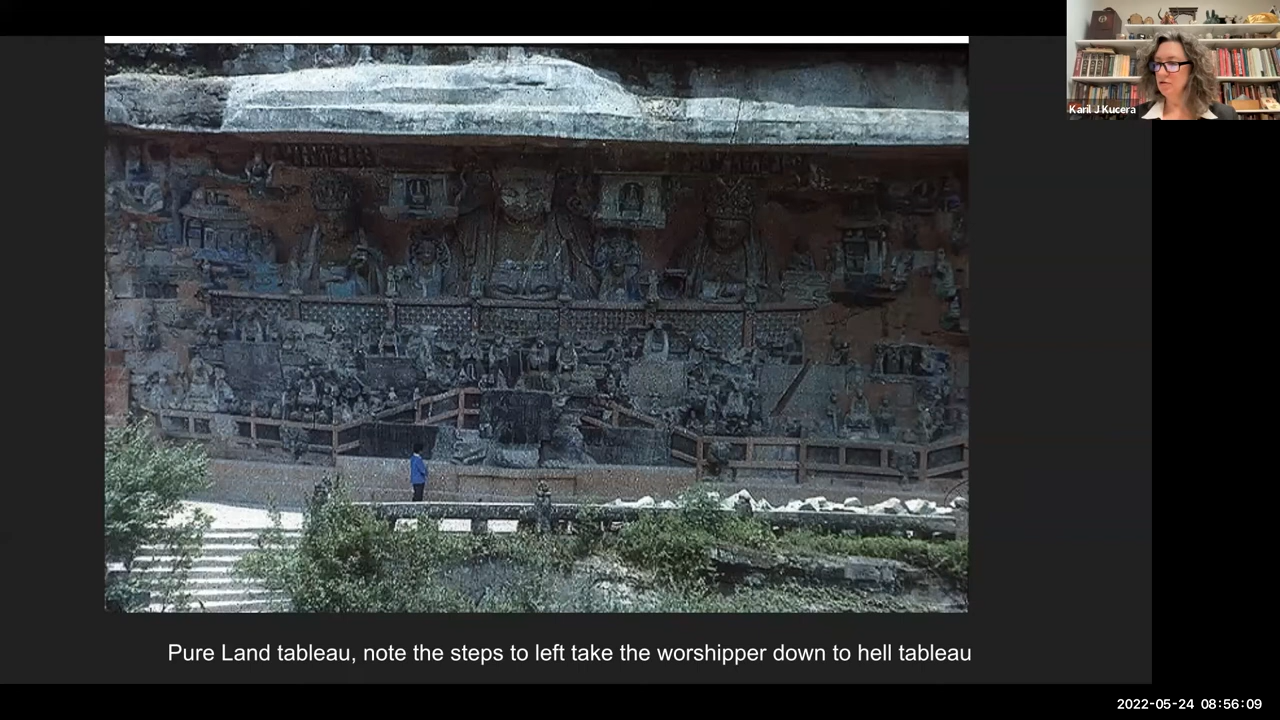 Karil J Kucera
Pure Land tableau, note the steps to left take the worshipper down to hell tableau
2022-05-24 08:56:09